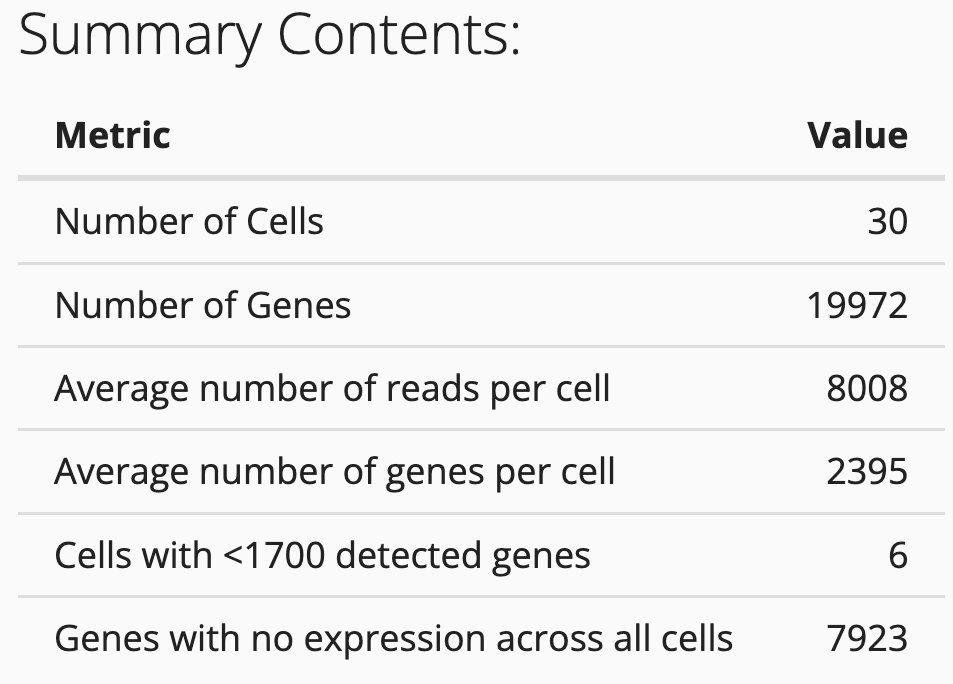 Summary Contents:
Metric Value
Number of Cells 30
Number of Genes 19972
Average number of reads per cell 8008
Average number of genes per cell 2395
Cells with <1700 detected genes 6
Genes with no expression across all cells 7923